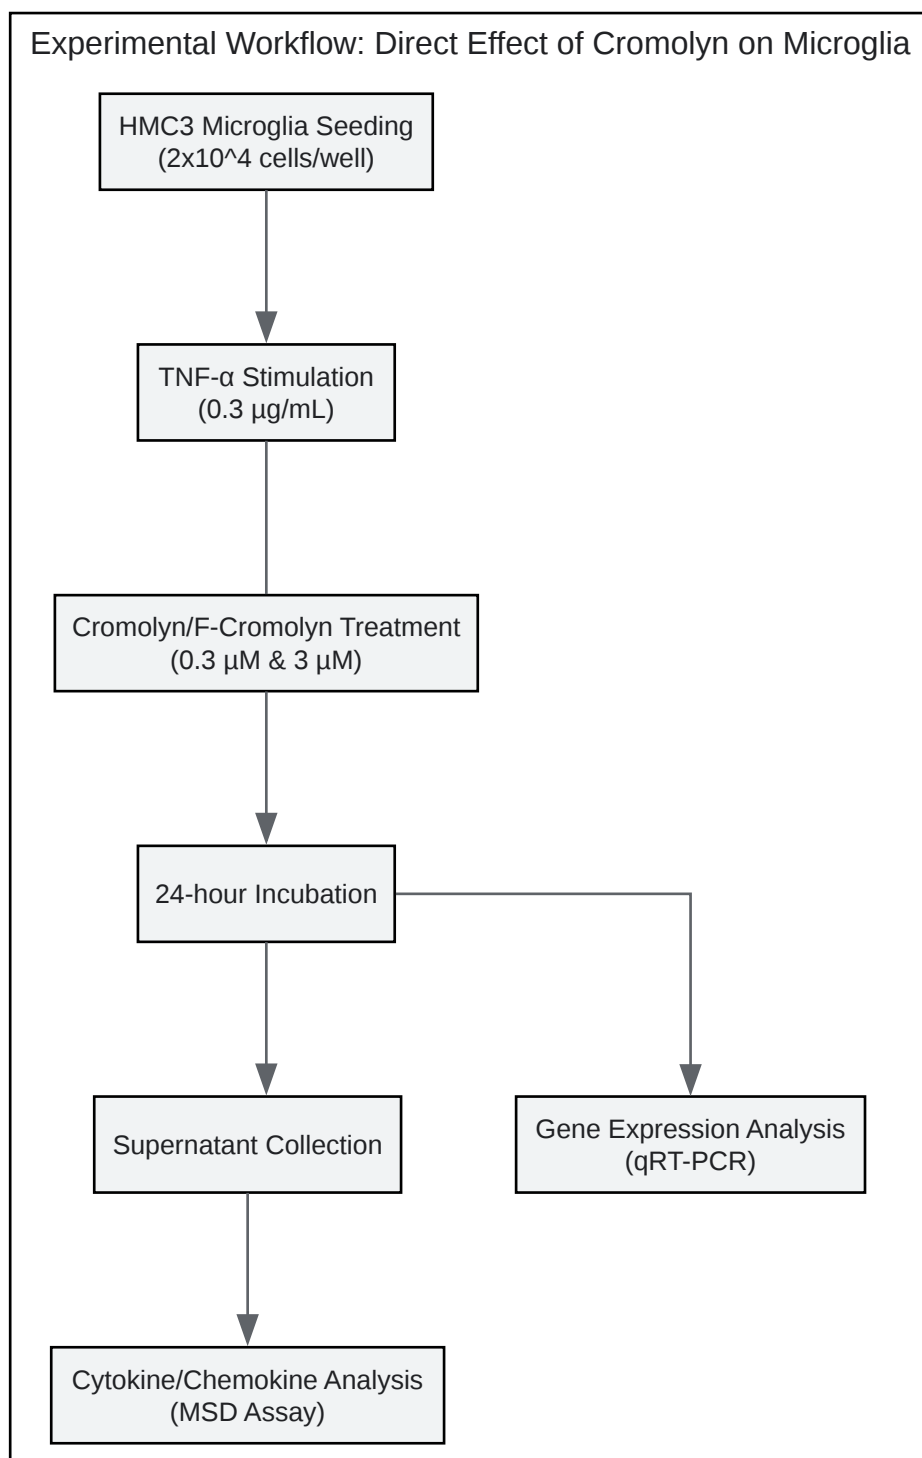 Experimental Workflow: Direct Effect of Cromolyn on Microglia
HMC3 Microglia Seeding
(2x10^4 cells/well)
TNF-α Stimulation
(0.3 µg/mL)
Cromolyn/F-Cromolyn Treatment
(0.3 µM & 3 µM)
24-hour Incubation
Supernatant Collection
Gene Expression Analysis
(qRT-PCR)
Cytokine/Chemokine Analysis
(MSD Assay)